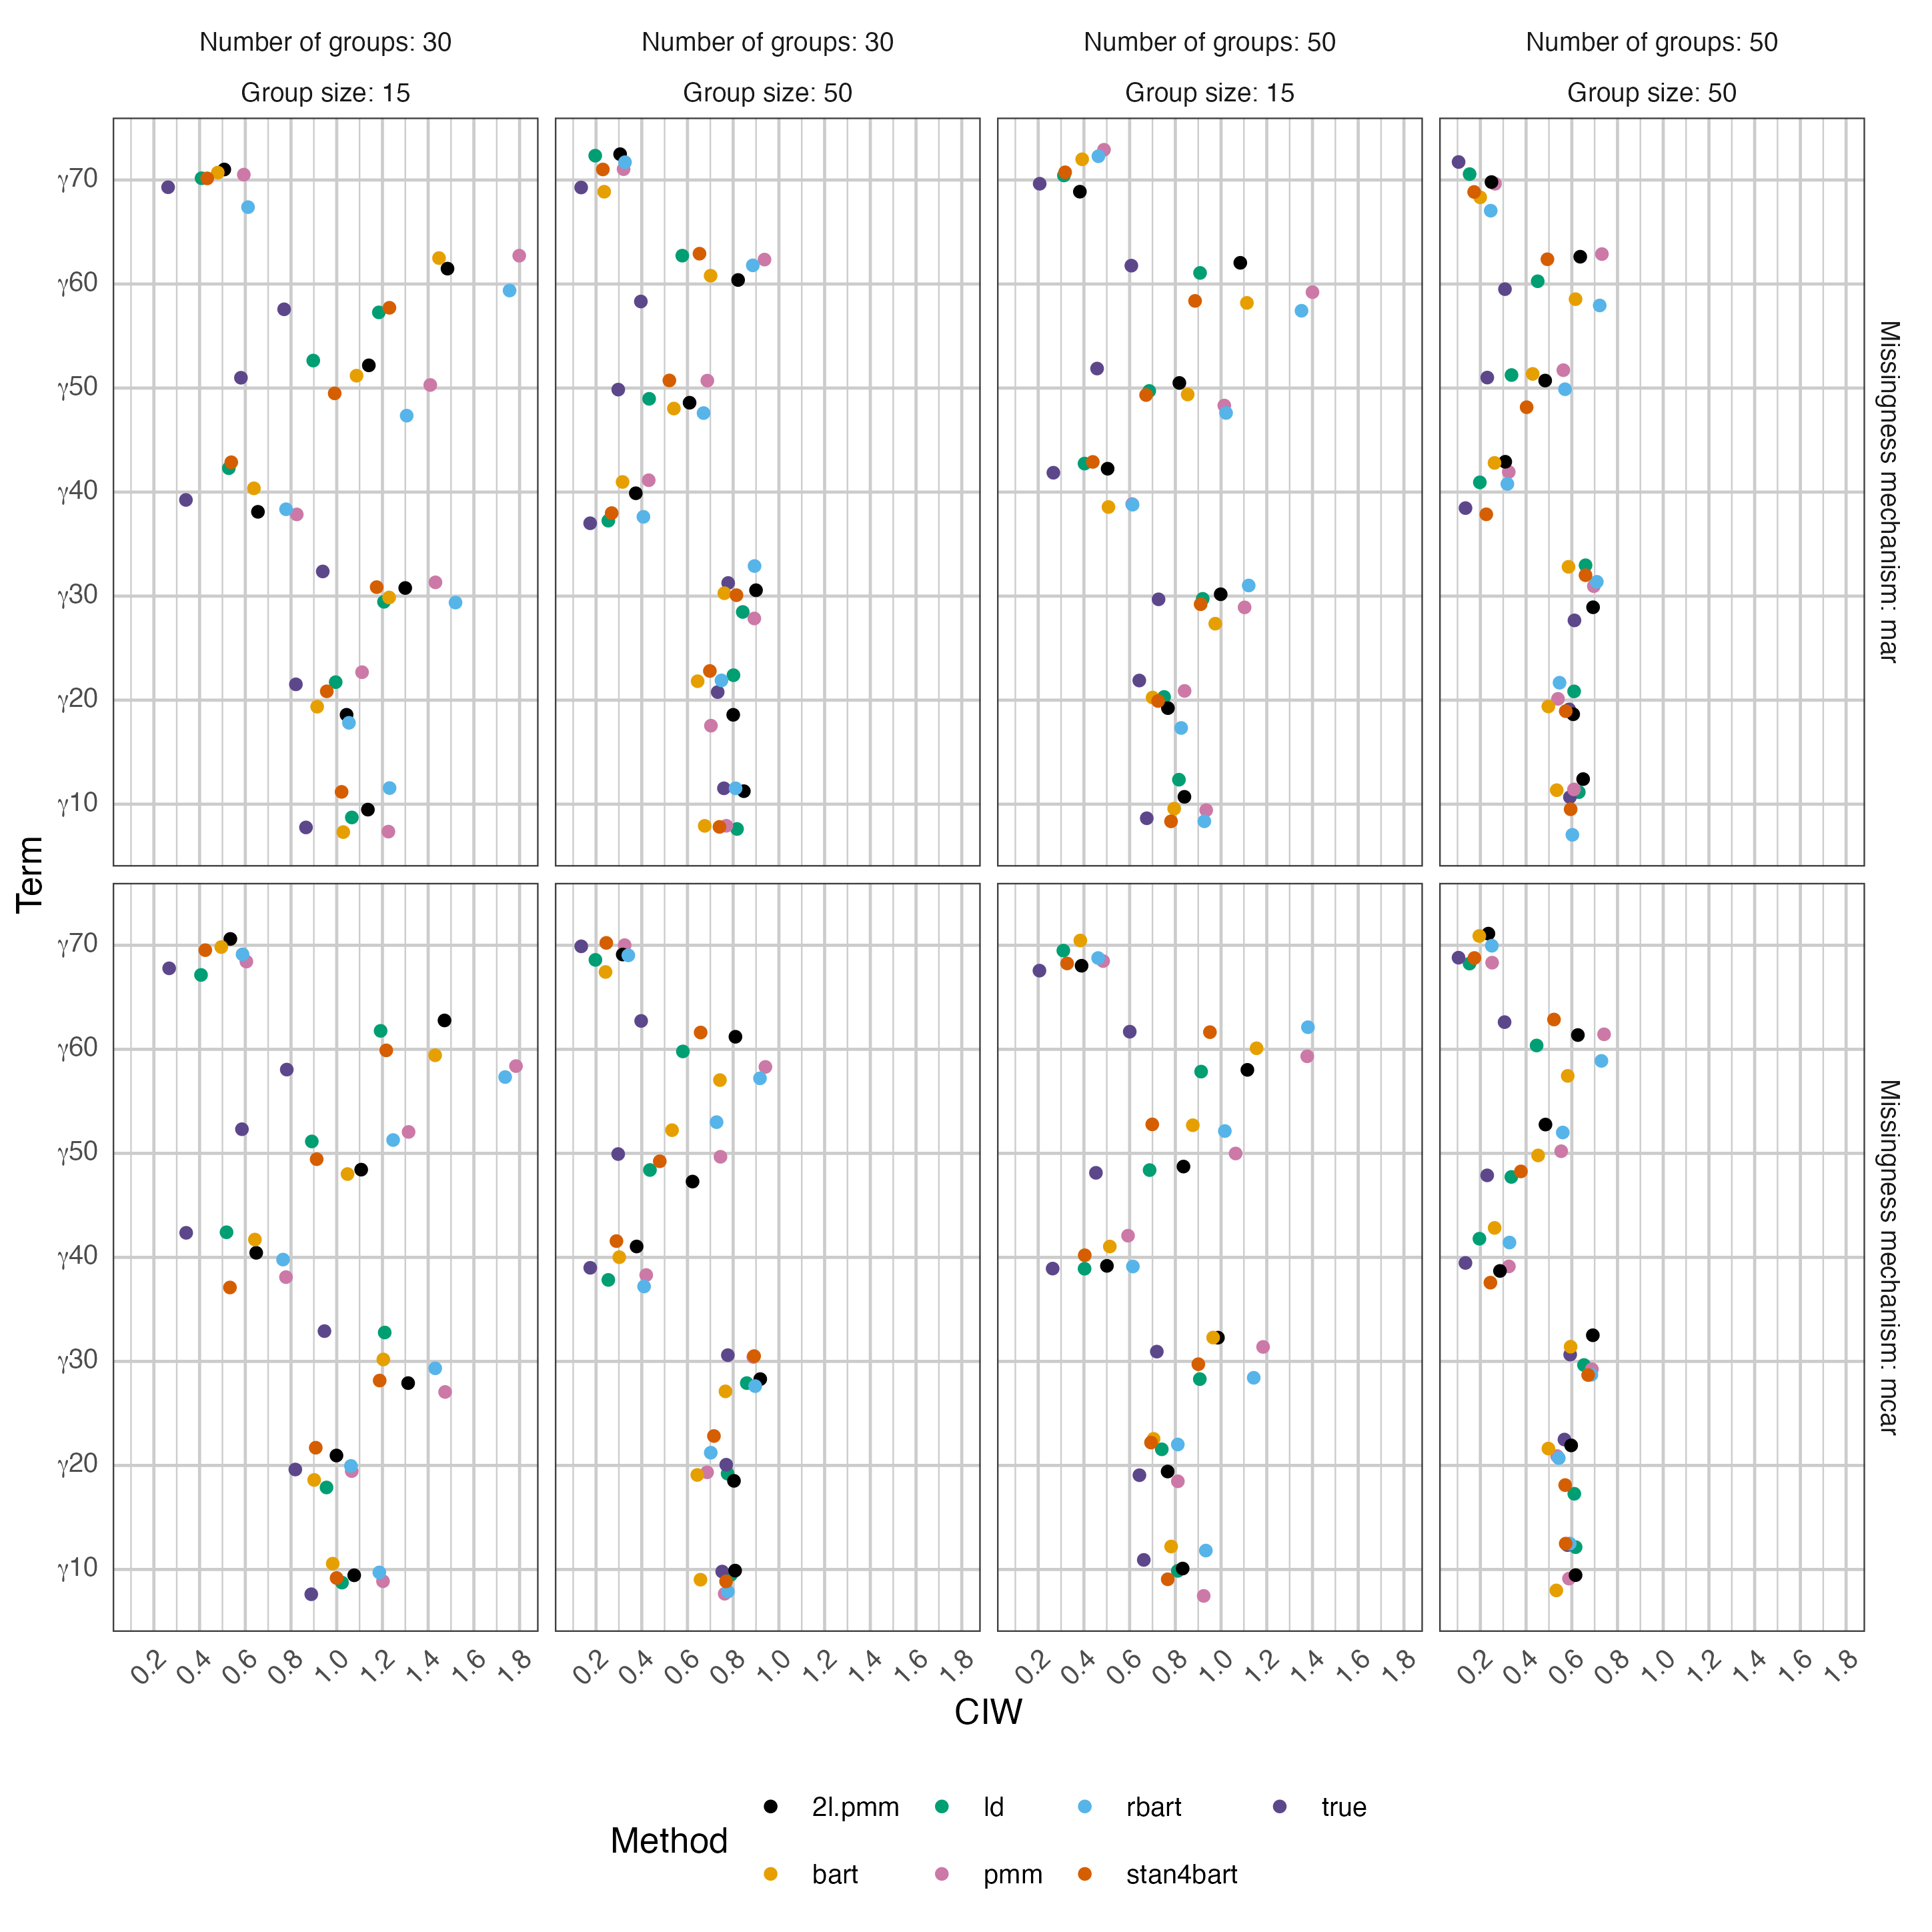 Number of groups: 30
Number of groups: 30
Number of groups: 50
Number of groups: 50
Group size: 15
Group size: 50
Group size: 15
Group size: 50
γ70
γ60
γ50
γ40
γ30
γ20
γ10
Missingness mechanism: mar
Term
γ70
γ60
γ50
γ40
γ30
γ20
γ10
Missingness mechanism: mcar
0.2 0.4 0.6 0.8 1.0 1.2 1.4 1.6 1.8
0.2 0.4 0.6 0.8 1.0 1.2 1.4 1.6 1.8
0.2 0.4 0.6 0.8 1.0 1.2 1.4 1.6 1.8
0.2 0.4 0.6 0.8 1.0 1.2 1.4 1.6 1.8
CIW
Method
2l.pmm
ld
rbart
true
bart
pmm
stan4bart